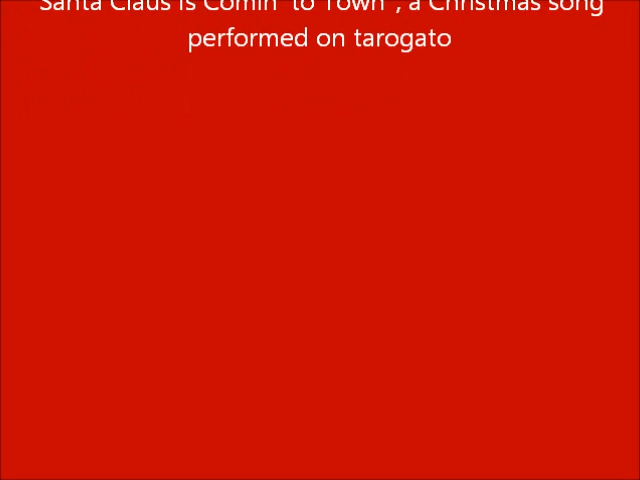 Santa Claus Is Comin' to Town", a Christmas song
performed on tarogato